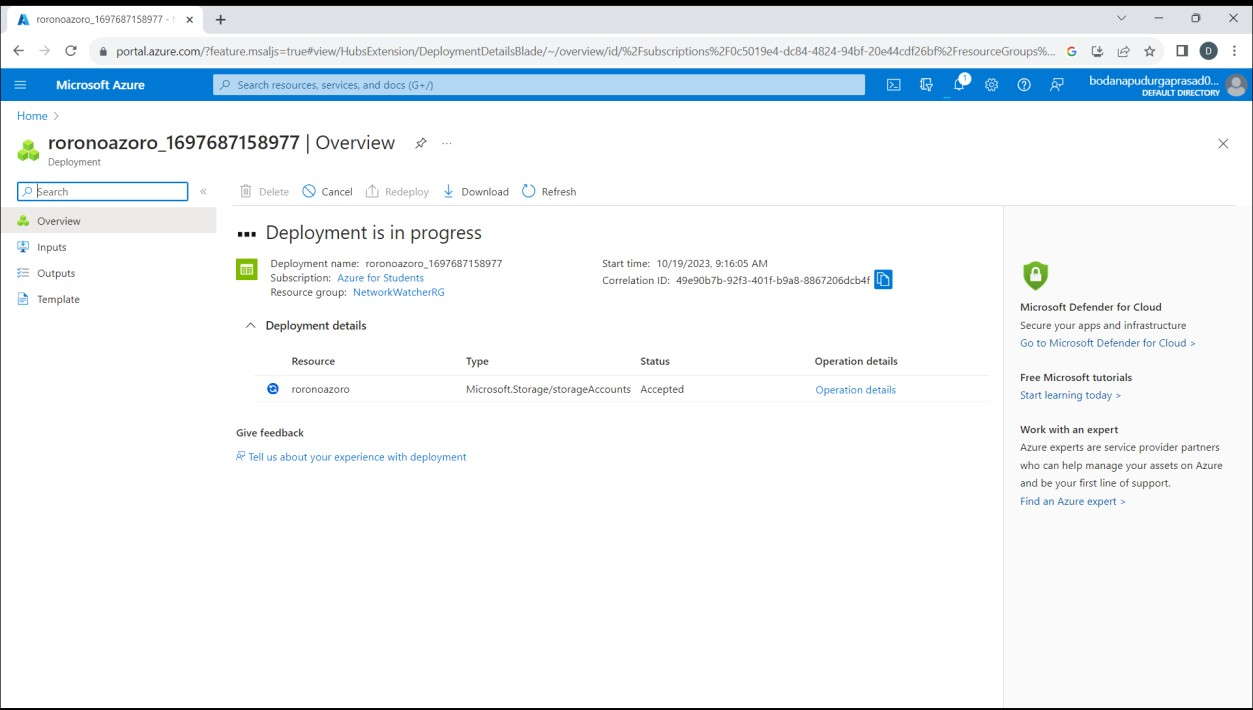 roronoazoro_1697687158977 -
portal.azure.com/?feature.msaljs=true#view/HubsExtension/DeploymentDetailsBlade/~/overview/id/%2Fsubscriptions%2F0c5019e4-dc84-4824-94bf-20e44cdf26bf%2FresourceGroups%...
G
D
Microsoft Azure
Search resources, services, and docs (G+/)
1
bodanapudurgaprasad0...
DEFAULT DIRECTORY
Home >
roronoazoro_1697687158977 | Overview
Deployment
Search
Delete Cancel Redeploy Download Refresh
Overview
Inputs
Outputs
Template
Deployment is in progress
Deployment name: roronoazoro_1697687158977
Subscription: Azure for Students
Resource group: NetworkWatcherRG
Start time: 10/19/2023, 9:16:05 AM
Correlation ID: 49e90b7b-92f3-401f-b9a8-8867206dcb4f
Deployment details
Resource Type Status Operation details
roronoazoro Microsoft.Storage/storageAccounts Accepted Operation details
Give feedback
Tell us about your experience with deployment
Microsoft Defender for Cloud
Secure your apps and infrastructure
Go to Microsoft Defender for Cloud >
Free Microsoft tutorials
Start learning today >
Work with an expert
Azure experts are service provider partners
who can help manage your assets on Azure
and be your first line of support.
Find an Azure expert >